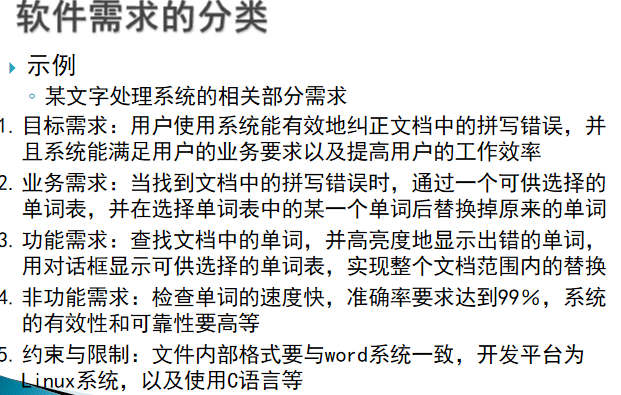 软件需求的分类
示例
某文字处理系统的相关部分需求
1. 目标需求：用户使用系统能有效地纠正文档中的拼写错误，并
且系统能满足用户的业务要求以及提高用户的工作效率
2. 业务需求：当找到文档中的拼写错误时，通过一个可供选择的
单词表，并在选择单词表中的某一个单词后替换掉原来的单词
3. 功能需求：查找文档中的单词，并高亮度地显示出错的单词，
用对话框显示可供选择的单词表，实现整个文档范围内的替换
4. 非功能需求：检查单词的速度快，准确率要求达到99％，系统
的有效性和可靠性要高等
5. 约束与限制：文件内部格式要与word系统一致，开发平台为
Linux系统，以及使用C语言等